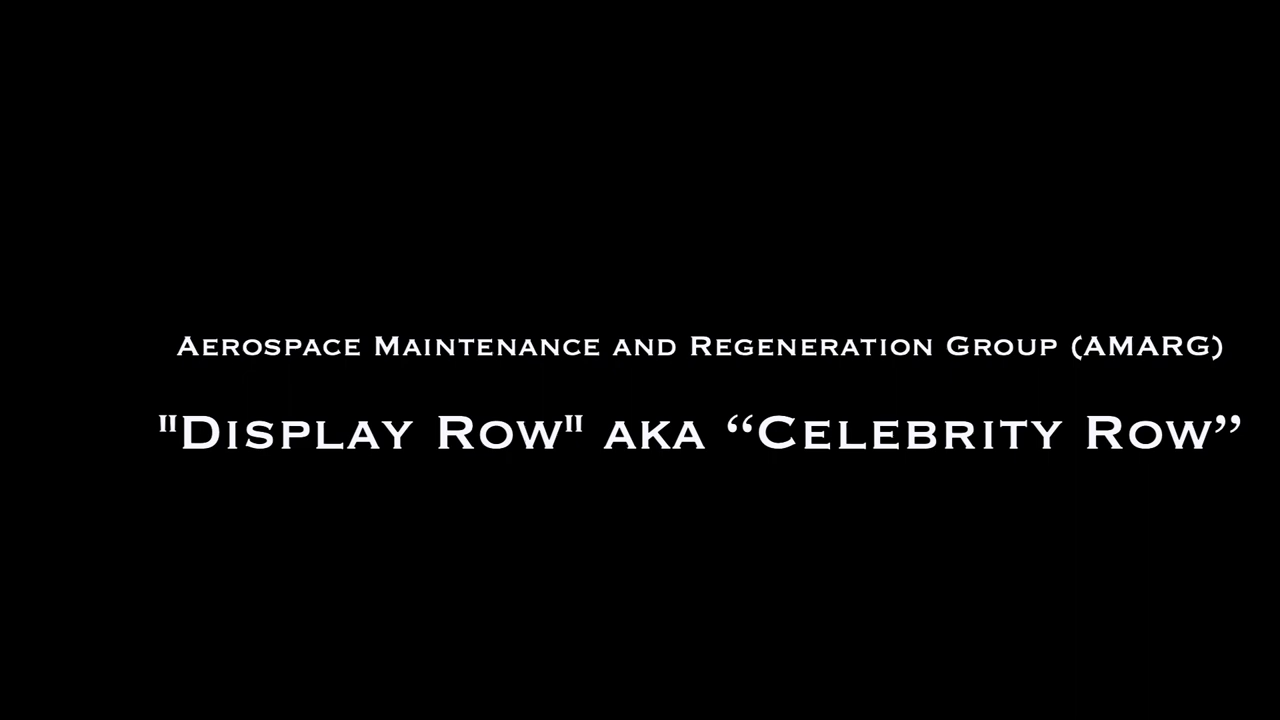 Aerospace Maintenance and Regeneration Group (AMARG)
"Display Row" aka “Celebrity Row”